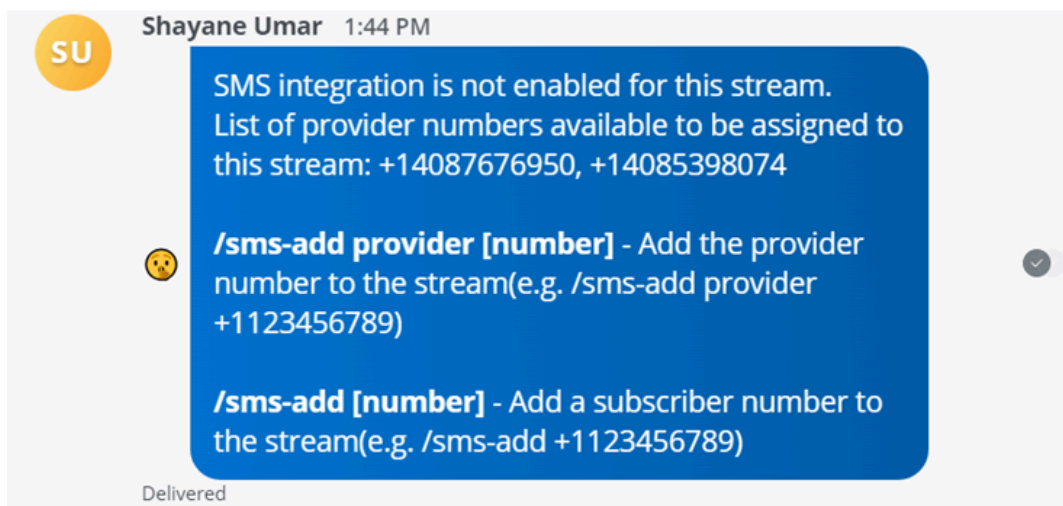 Shayane Umar 1:44 PM
SU
SMS integration is not enabled for this stream.
List of provider numbers available to be assigned to
this stream: +14087676950, +14085398074
/sms-add provider [number] - Add the provider
number to the stream(e.g. /sms-add provider
+1123456789)
/sms-add [number] - Add a subscriber number to
the stream(e.g. /sms-add +1123456789)
Delivered